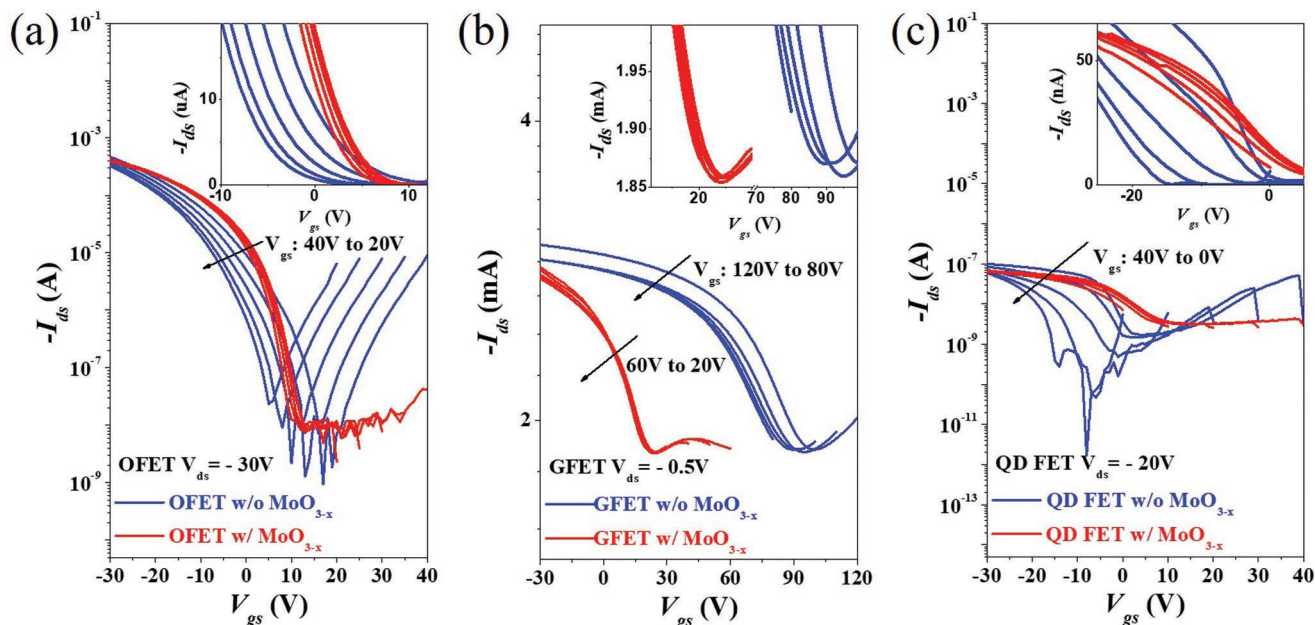 (a)
10^-1
10^-3
10^-5
10^-7
10^-9
-I_ds (A)
10
0
-I_ds (uA)
-10
0
10
V_gs (V)
V_gs: 40V to 20V
OFET V_ds = - 30V
OFET w/o MoO_3-x
OFET w/ MoO_3-x
-30
-20
-10
0
10
20
30
40
V_gs (V)
(b)
4
2
-I_ds (mA)
1.95
1.90
1.85
-I_ds (mA)
20
70
80
90
V_gs (V)
V_gs: 120V to 80V
60V to 20V
GFET V_ds = - 0.5V
GFET w/o MoO_3-x
GFET w/ MoO_3-x
-30
0
30
60
90
120
V_gs (V)
(c)
10^-1
10^-3
10^-5
10^-7
10^-9
10^-11
10^-13
-I_ds (A)
50
0
-I_ds (nA)
-20
0
V_gs (V)
V_gs: 40V to 0V
QD FET V_ds = - 20V
QD FET w/o MoO_3-x
QD FET w/ MoO_3-x
-30
-20
-10
0
10
20
30
40
V_gs (V)